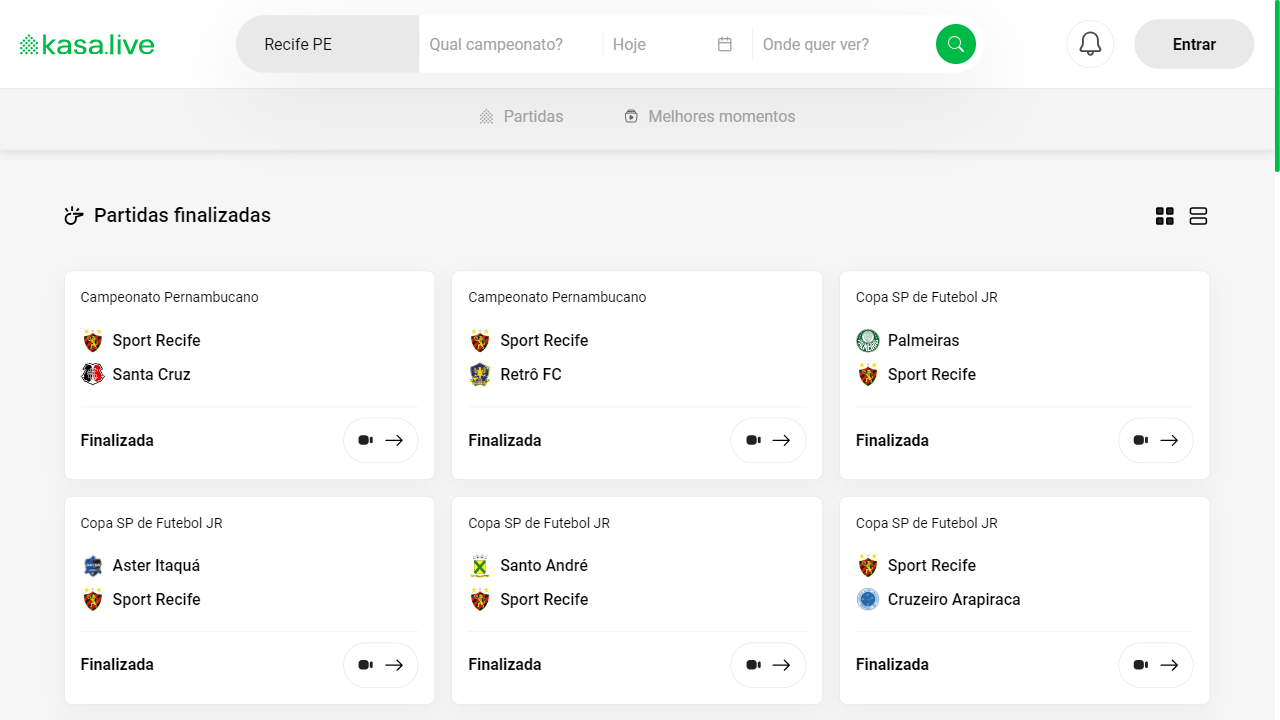 kasa.live
Recife PE
Qual campeonato?
Hoje
Onde quer ver?
Entrar
Partidas
Melhores momentos
Partidas finalizadas
Campeonato Pernambucano
Sport Recife
Santa Cruz
Finalizada
Campeonato Pernambucano
Sport Recife
Retrô FC
Finalizada
Copa SP de Futebol JR
Palmeiras
Sport Recife
Finalizada
Copa SP de Futebol JR
Aster Itaquá
Sport Recife
Finalizada
Copa SP de Futebol JR
Santo André
Sport Recife
Finalizada
Copa SP de Futebol JR
Sport Recife
Cruzeiro Arapiraca
Finalizada